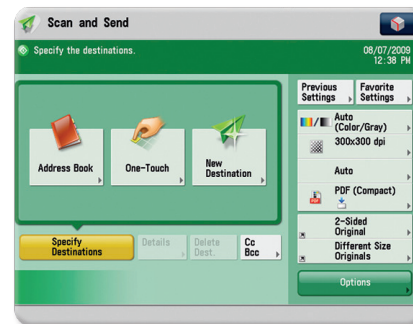 Scan and Send
Specify the destinations.
08/07/2009
12:38 PM
Address Book
One-Touch
New
Destination
Specify
Destinations
Details
Delete
Dest.
Cc
Bcc
Previous
Settings
Favorite
Settings
Auto
(Color/Gray)
300x300 dpi
Auto
PDF (Compact)
2-Sided
Original
Different Size
Originals
Options